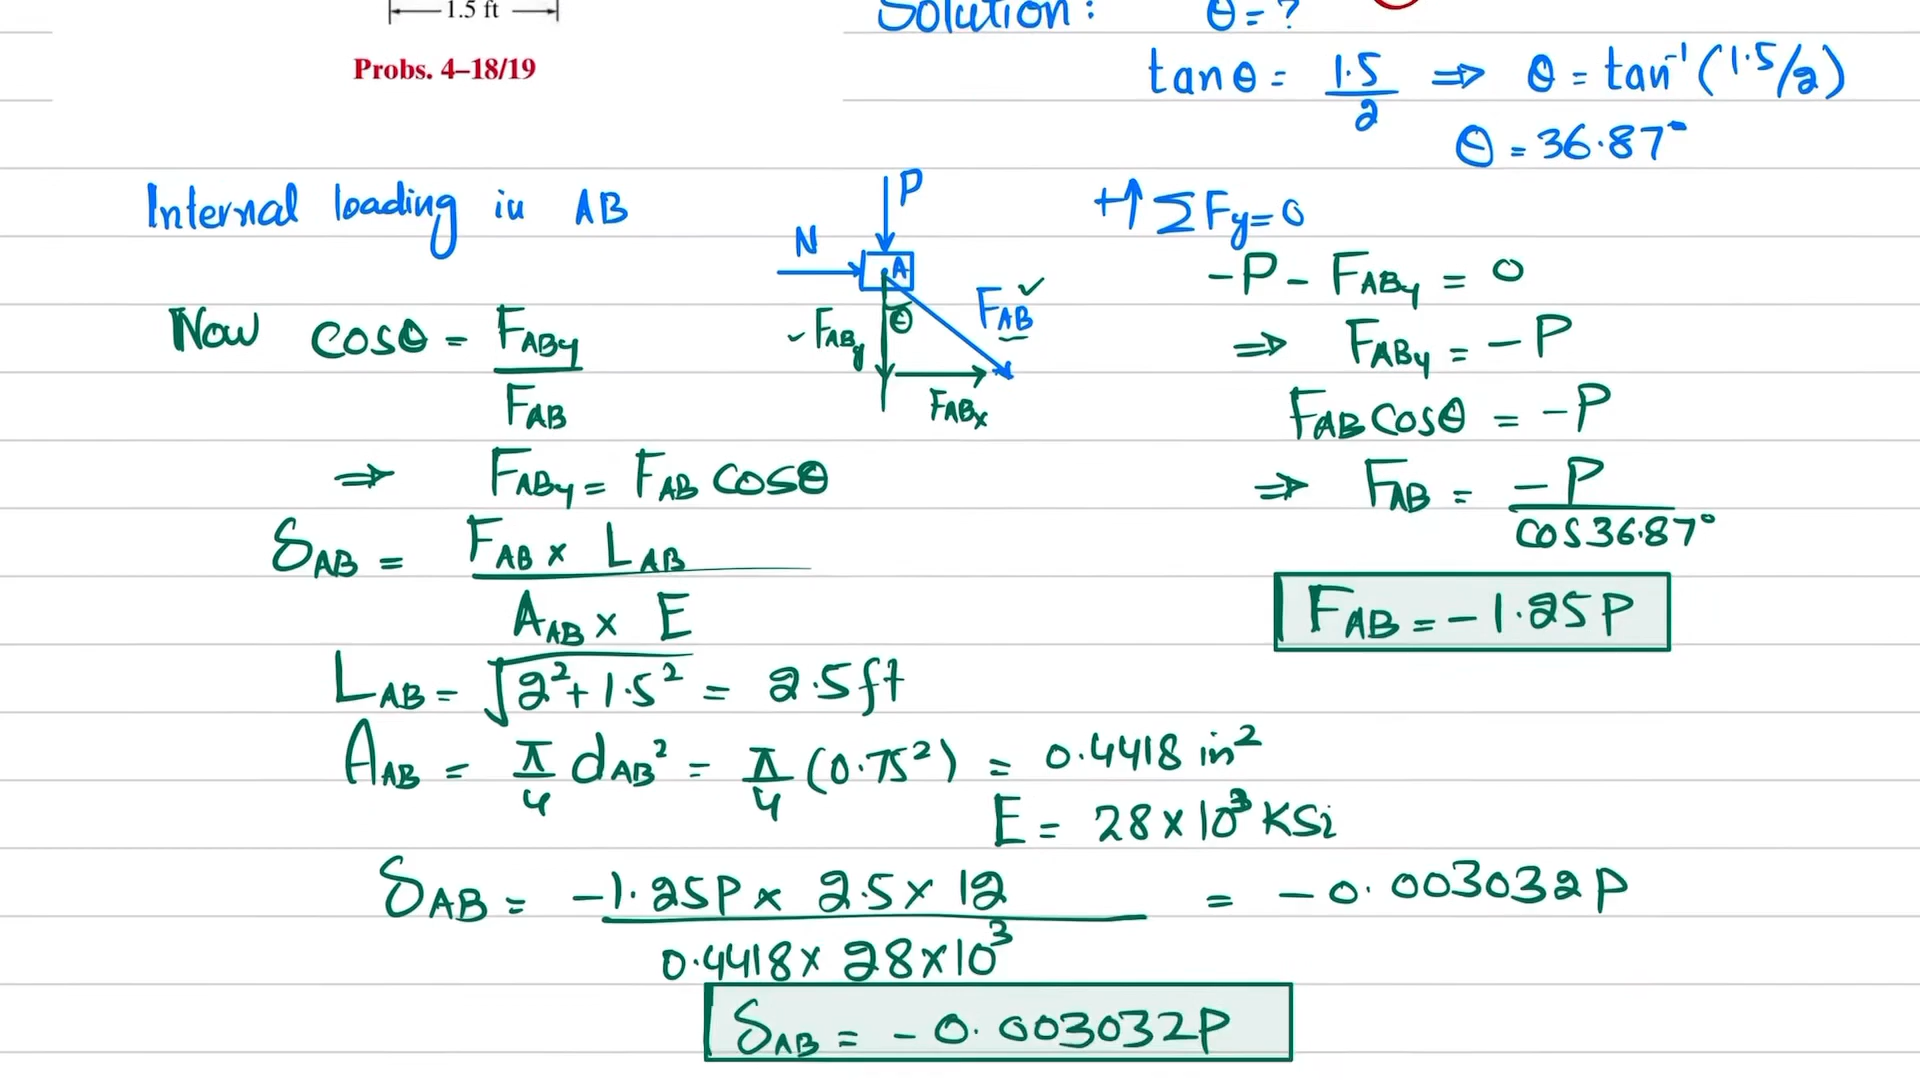 1.5 ft
Probs. 4–18/19
Solution: θ = ?
tanθ = 1.5/2 ⇒ θ = tan⁻¹(1.5/2)
θ = 36.87°
Internal loading in AB
P
N
A
θ
F_AB ✓
-F_ABy
F_ABx
+↑ ΣFy=0
-P - F_ABy = 0
⇒ F_ABy = -P
F_AB Cosθ = -P
⇒ F_AB = -P/cos36.87°
F_AB = -1.25P
Now cosθ = F_ABy/F_AB
⇒ F_ABy = F_AB cosθ
δ_AB = F_AB × L_AB / A_AB × E
L_AB = √2²+1.5² = 2.5ft
A_AB = π/4 d_AB² = π/4 (0.75²) = 0.4418 in²
E = 28×10³ KSi
δ_AB = -1.25P × 2.5 × 12 / 0.4418 × 28×10³ = -0.003032P
δ_AB = -0.003032P